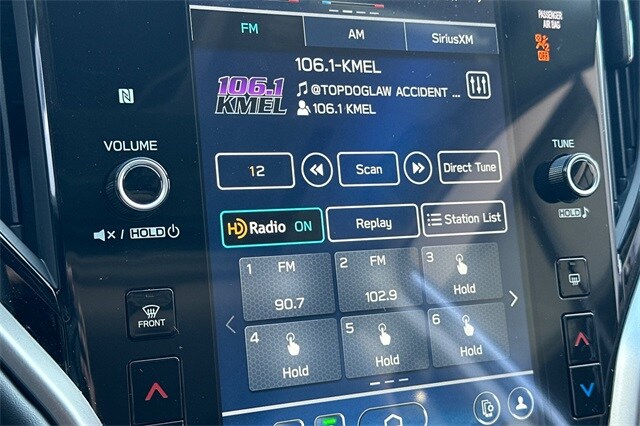 FM
AM
SiriusXM
PASSENGER
AIR BAG
OFF
106.1
KMEL
106.1-KMEL
@TOPDOGLAW ACCIDENT ...
106.1 KMEL
N
VOLUME
TUNE
12
Scan
Direct Tune
HOLD
/ HOLD
HD Radio ON
Replay
Station List
1 FM
90.7
2 FM
102.9
3
Hold
4
Hold
5
Hold
6
Hold
FRONT